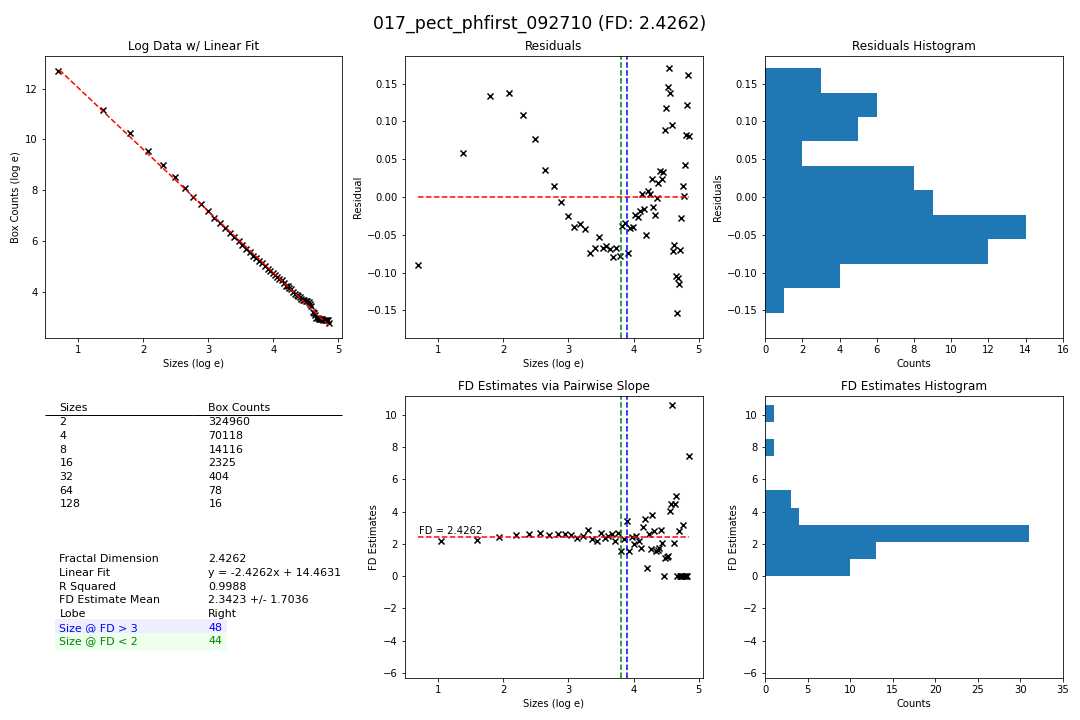 017_pect_phfirst_092710 (FD: 2.4262)
Log Data w/ Linear Fit
Box Counts (log e)
12
10
8
6
4
1 2 3 4 5
Sizes (log e)
Residuals
Residual
0.15
0.10
0.05
0.00
−0.05
−0.10
−0.15
1 2 3 4 5
Sizes (log e)
Residuals Histogram
Residuals
0.15
0.10
0.05
0.00
−0.05
−0.10
−0.15
0 2 4 6 8 10 12 14 16
Counts
Sizes Box Counts
2 324960
4 70118
8 14116
16 2325
32 404
64 78
128 16
Fractal Dimension 2.4262
Linear Fit y = -2.4262x + 14.4631
R Squared 0.9988
FD Estimate Mean 2.3423 +/- 1.7036
Lobe Right
Size @ FD > 3 48
Size @ FD < 2 44
FD Estimates via Pairwise Slope
FD Estimates
10
8
6
4
2
0
−2
−4
−6
FD = 2.4262
1 2 3 4 5
Sizes (log e)
FD Estimates Histogram
FD Estimates
10
8
6
4
2
0
−2
−4
−6
0 5 10 15 20 25 30 35
Counts